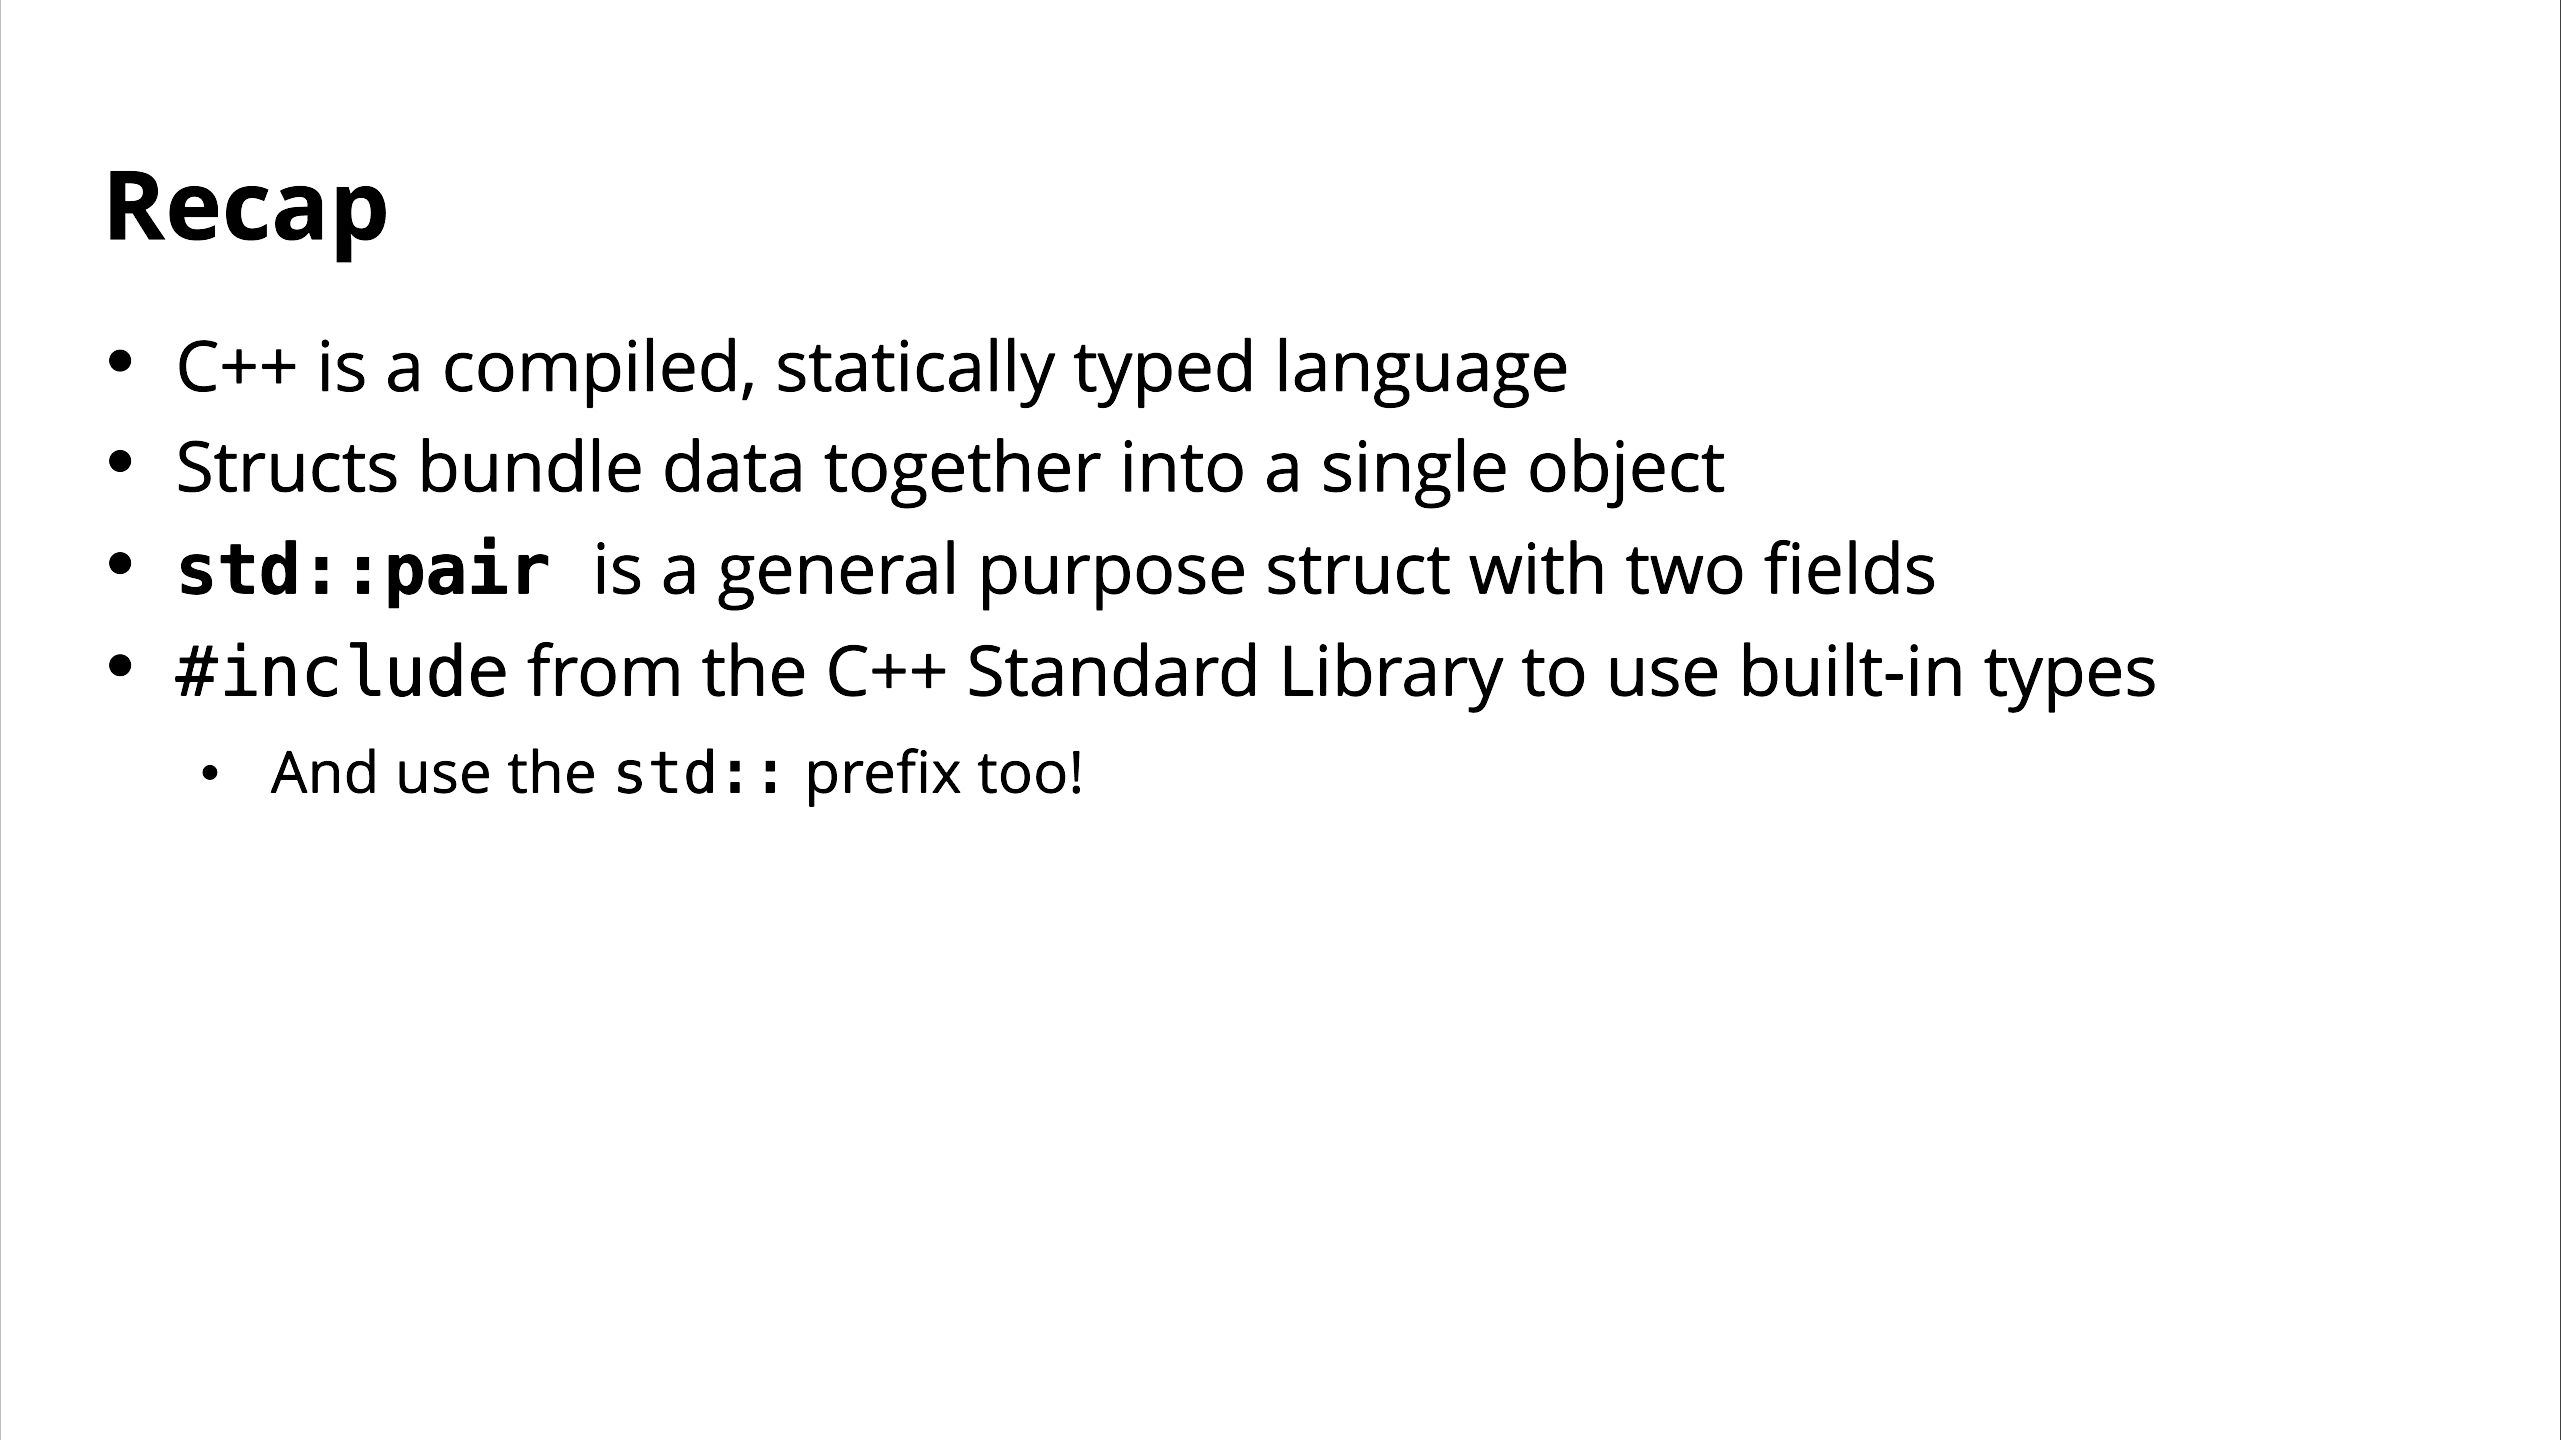 Recap
• C++ is a compiled, statically typed language
• Structs bundle data together into a single object
• std::pair is a general purpose struct with two fields
• #include from the C++ Standard Library to use built-in types
• And use the std:: prefix too!